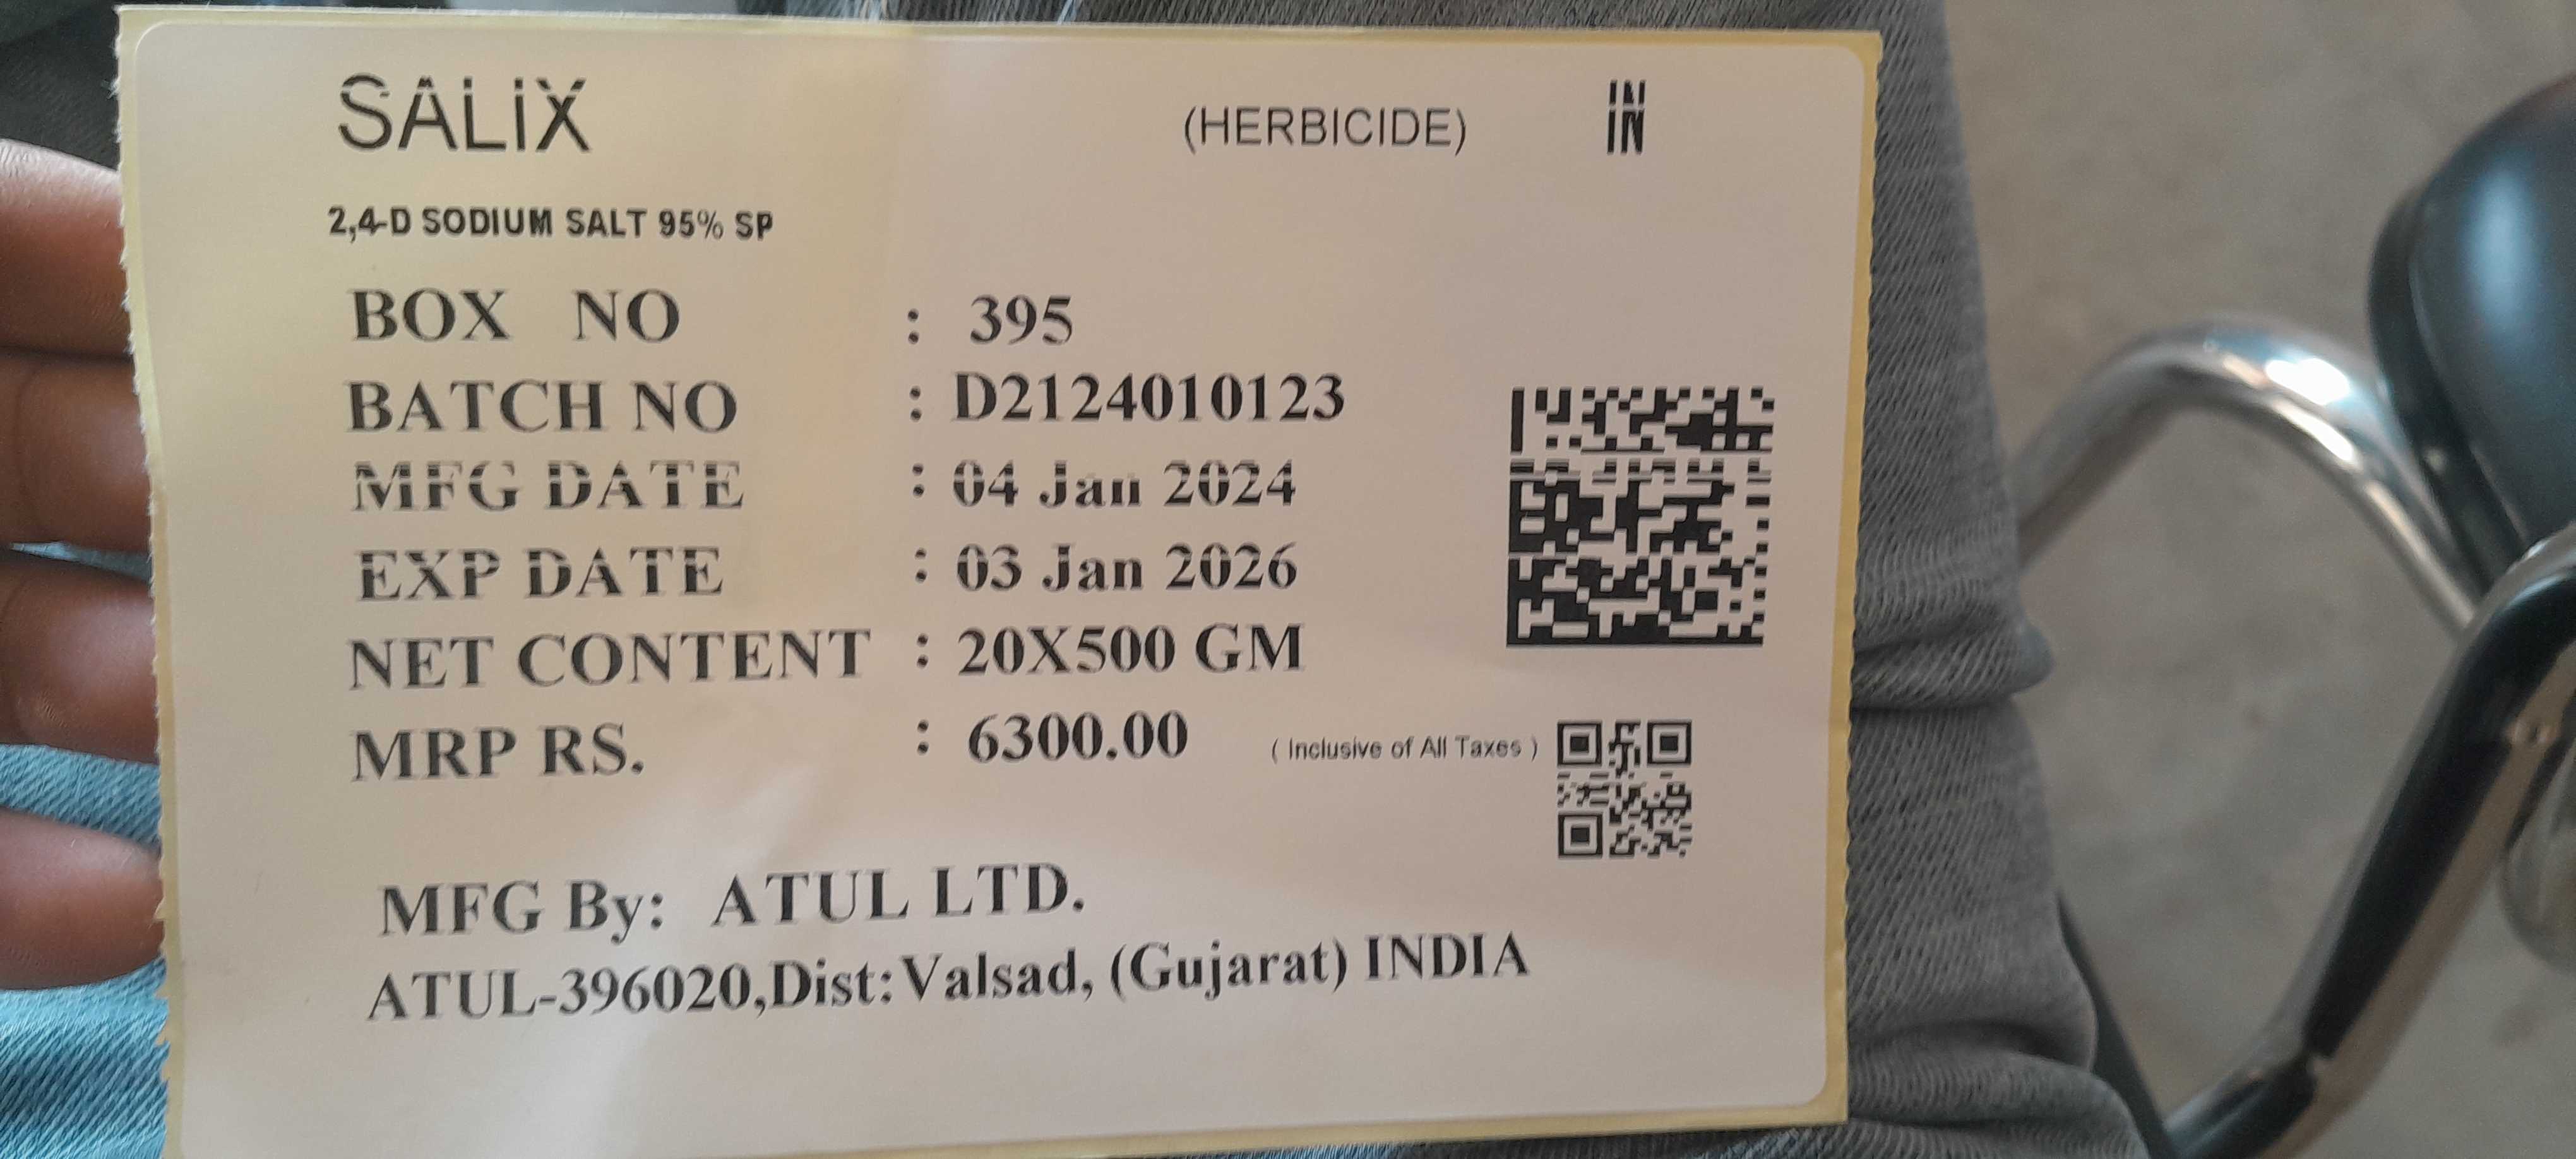 SALIX (HERBICIDE) IN
2,4-D SODIUM SALT 95% SP
BOX NO : 395
BATCH NO : D2124010123
MFG DATE : 04 Jan 2024
EXP DATE : 03 Jan 2026
NET CONTENT : 20X500 GM
MRP RS. : 6300.00 ( Inclusive of All Taxes )
MFG By: ATUL LTD.
ATUL-396020,Dist:Valsad, (Gujarat) INDIA